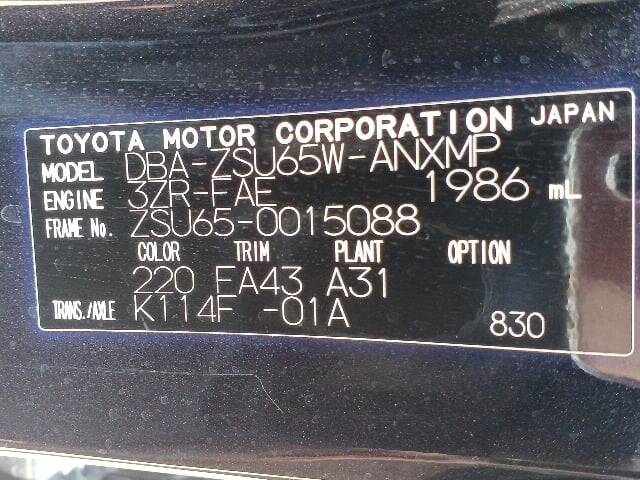 TOYOTA MOTOR CORPORATION JAPAN
MODEL DBA-ZSU65W-ANXMP
ENGINE 3ZR-FAE 1986 mL
FRAME No. ZSU65-0015088
COLOR TRIM PLANT OPTION
220 FA43 A31
TRANS./AXLE K114F -01A
830